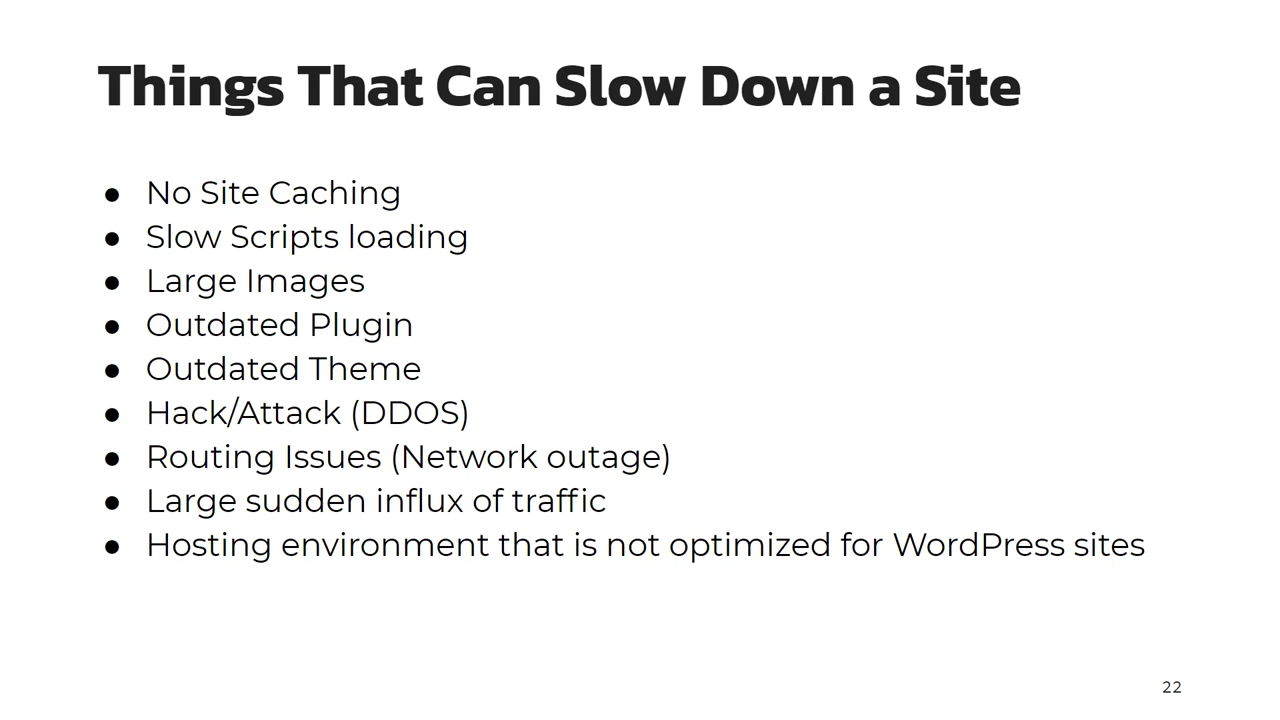 Things That Can Slow Down a Site
● No Site Caching
● Slow Scripts loading
● Large Images
● Outdated Plugin
● Outdated Theme
● Hack/Attack (DDOS)
● Routing Issues (Network outage)
● Large sudden influx of traffic
● Hosting environment that is not optimized for WordPress sites
22